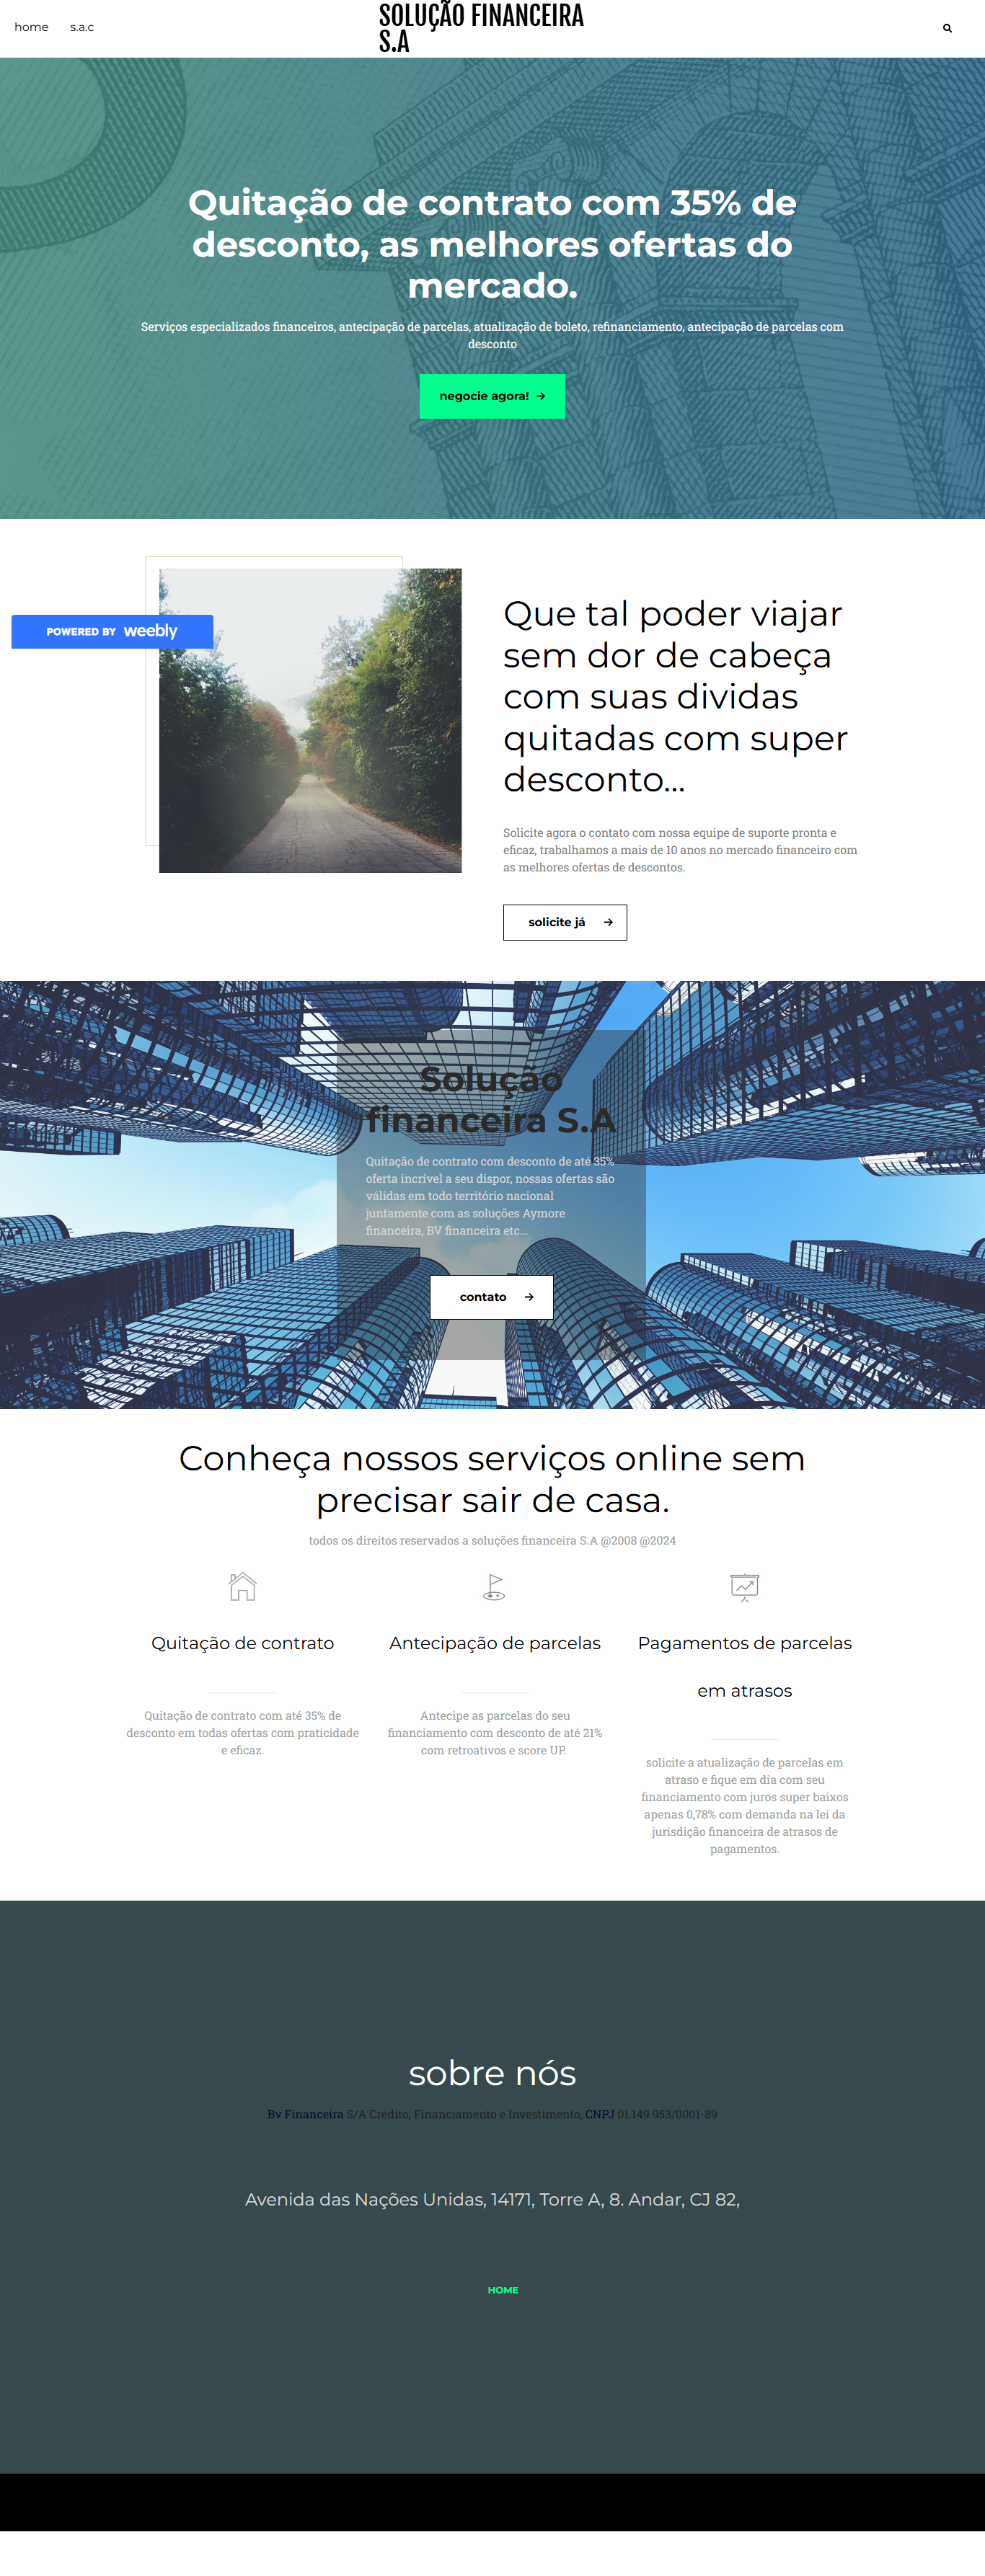 home
s.a.c
SOLUÇÃO FINANCEIRA
S.A
Quitação de contrato com 35% de
desconto, as melhores ofertas do
mercado.
Serviços especializados financeiros, antecipação de parcelas, atualização de boleto, refinanciamento, antecipação de parcelas com
desconto
negocie agora!
POWERED BY weebly
Que tal poder viajar
sem dor de cabeça
com suas dividas
quitadas com super
desconto...
Solicite agora o contato com nossa equipe de suporte pronta e
eficaz, trabalhamos a mais de 10 anos no mercado financeiro com
as melhores ofertas de descontos.
solicite já
Solução
financeira S.A
Quitação de contrato com desconto de até 35%
oferta incrível a seu dispor, nossas ofertas são
válidas em todo território nacional
juntamente com as soluções Aymore
financeira, BV financeira etc...
contato
Conheça nossos serviços online sem
precisar sair de casa.
todos os direitos reservados a soluções financeira S.A @2008 @2024
Quitação de contrato
Quitação de contrato com até 35% de
desconto em todas ofertas com praticidade
e eficaz.
Antecipação de parcelas
Antecipe as parcelas do seu
financiamento com desconto de até 21%
com retroativos e score UP.
Pagamentos de parcelas
em atrasos
solicite a atualização de parcelas em
atraso e fique em dia com seu
financiamento com juros super baixos
apenas 0,78% com demanda na lei da
jurisdição financeira de atrasos de
pagamentos.
sobre nós
Bv Financeira S/A Crédito, Financiamento e Investimento, CNPJ 01.149.953/0001-89
Avenida das Nações Unidas, 14171, Torre A, 8. Andar, CJ 82,
HOME